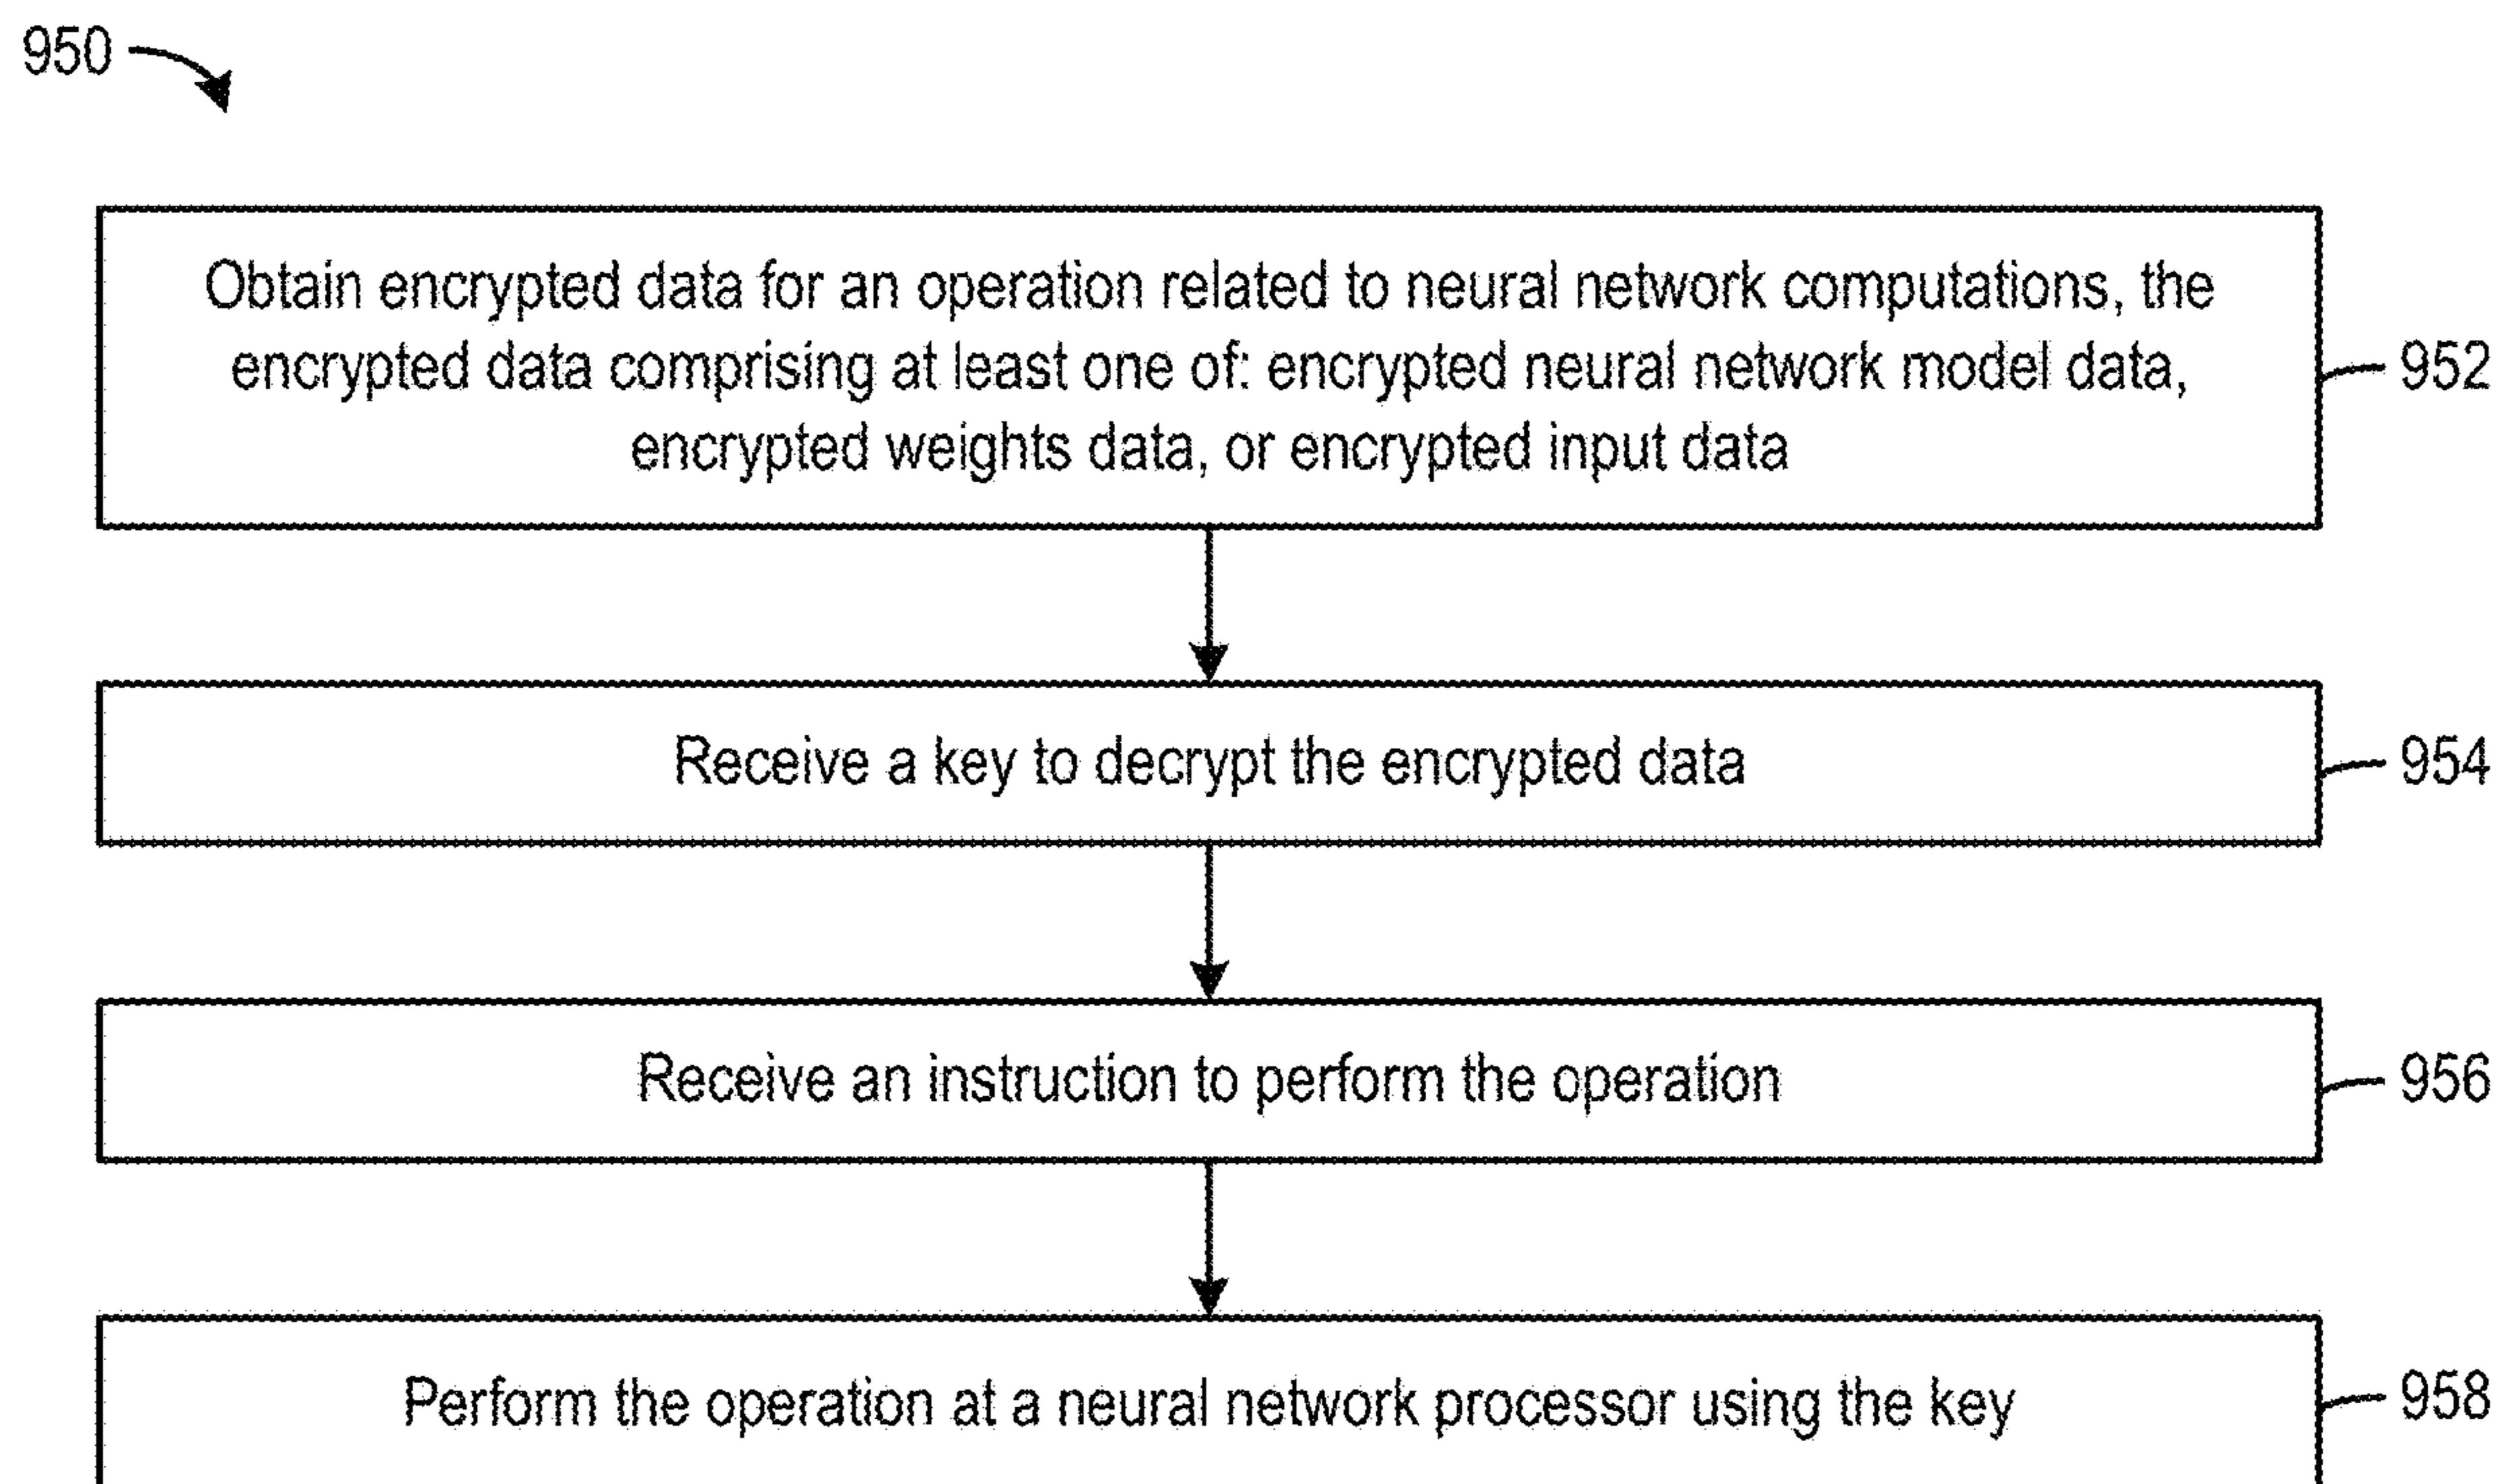 950
Obtain encrypted data for an operation related to neural network computations, the
encrypted data comprising at least one of: encrypted neural network model data,
encrypted weights data, or encrypted input data
952
Receive a key to decrypt the encrypted data
954
Receive an instruction to perform the operation
956
Perform the operation at a neural network processor using the key
958